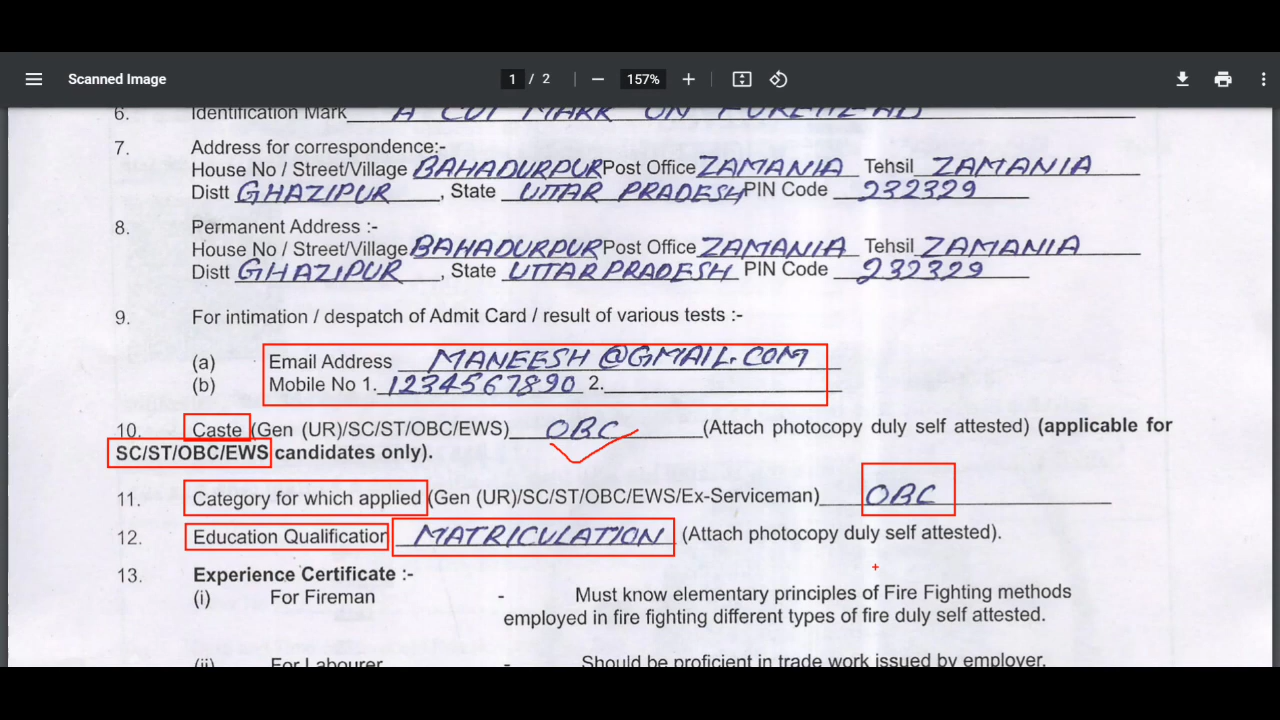 Scanned Image 1 / 2 157%
6. Identification Mark A CUT MARK ON FOREHEAD
7. Address for correspondence:-
House No / Street/Village BAHADURPUR Post Office ZAMANIA Tehsil ZAMANIA
Distt GHAZIPUR, State UTTAR PRADESH PIN Code 232329
8. Permanent Address :-
House No / Street/Village BAHADURPUR Post Office ZAMANIA Tehsil ZAMANIA
Distt GHAZIPUR, State UTTAR PRADESH PIN Code 232329
9. For intimation / despatch of Admit Card / result of various tests :-
(a) Email Address MANEESH@GMAIL.COM
(b) Mobile No 1. 1234567890 2.
10. Caste (Gen (UR)/SC/ST/OBC/EWS) OBC (Attach photocopy duly self attested) (applicable for
SC/ST/OBC/EWS candidates only).
11. Category for which applied (Gen (UR)/SC/ST/OBC/EWS/Ex-Serviceman) OBC
12. Education Qualification MATRICULATION (Attach photocopy duly self attested).
13. Experience Certificate :-
(i) For Fireman - Must know elementary principles of Fire Fighting methods
employed in fire fighting different types of fire duly self attested.
(ii) For Labourer - Should be proficient in trade work issued by employer.